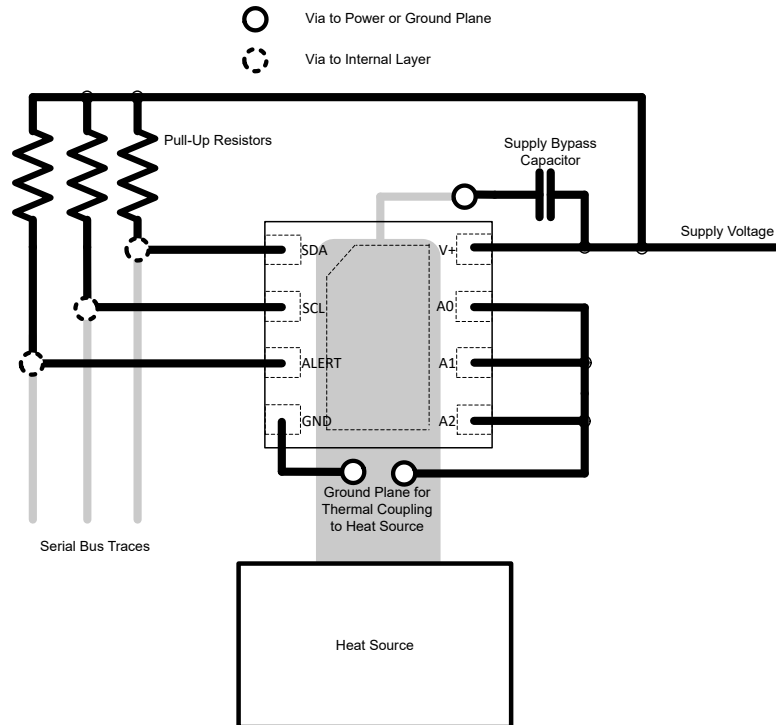 Via to Power or Ground Plane
Via to Internal Layer
Pull-Up Resistors
Supply Bypass
Capacitor
Supply Voltage
SDA
V+
SCL
A0
ALERT
A1
GND
A2
Ground Plane for
Thermal Coupling
to Heat Source
Serial Bus Traces
Heat Source